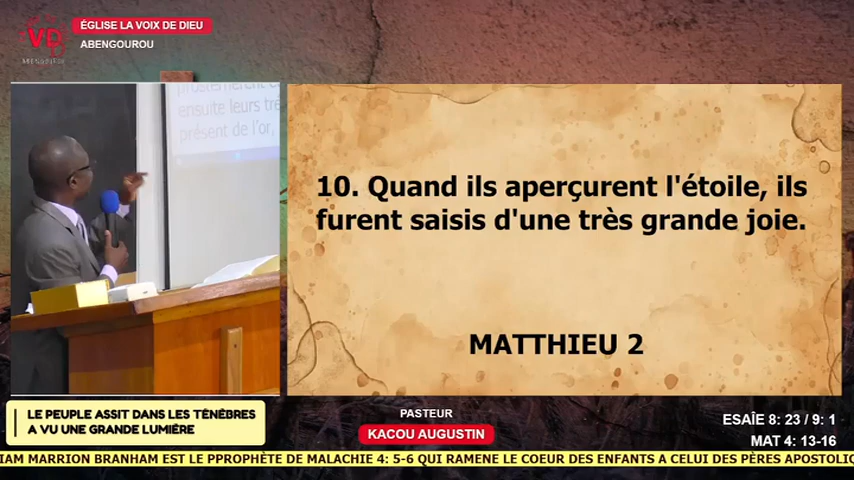 VD
ÉGLISE LA VOIX DE DIEU
ABENGOUROU
ensuite leurs tré
présent de l'or,
10. Quand ils aperçurent l'étoile, ils
furent saisis d'une très grande joie.
MATTHIEU 2
LE PEUPLE ASSIT DANS LES TÉNÈBRES
A VU UNE GRANDE LUMIÈRE
PASTEUR
KACOU AUGUSTIN
ESAÎE 8: 23 / 9: 1
MAT 4: 13-16
IAM MARRION BRANHAM EST LE PPROPHÈTE DE MALACHIE 4: 5-6 QUI RAMENE LE COEUR DES ENFANTS A CELUI DES PÈRES APOSTOLIQ